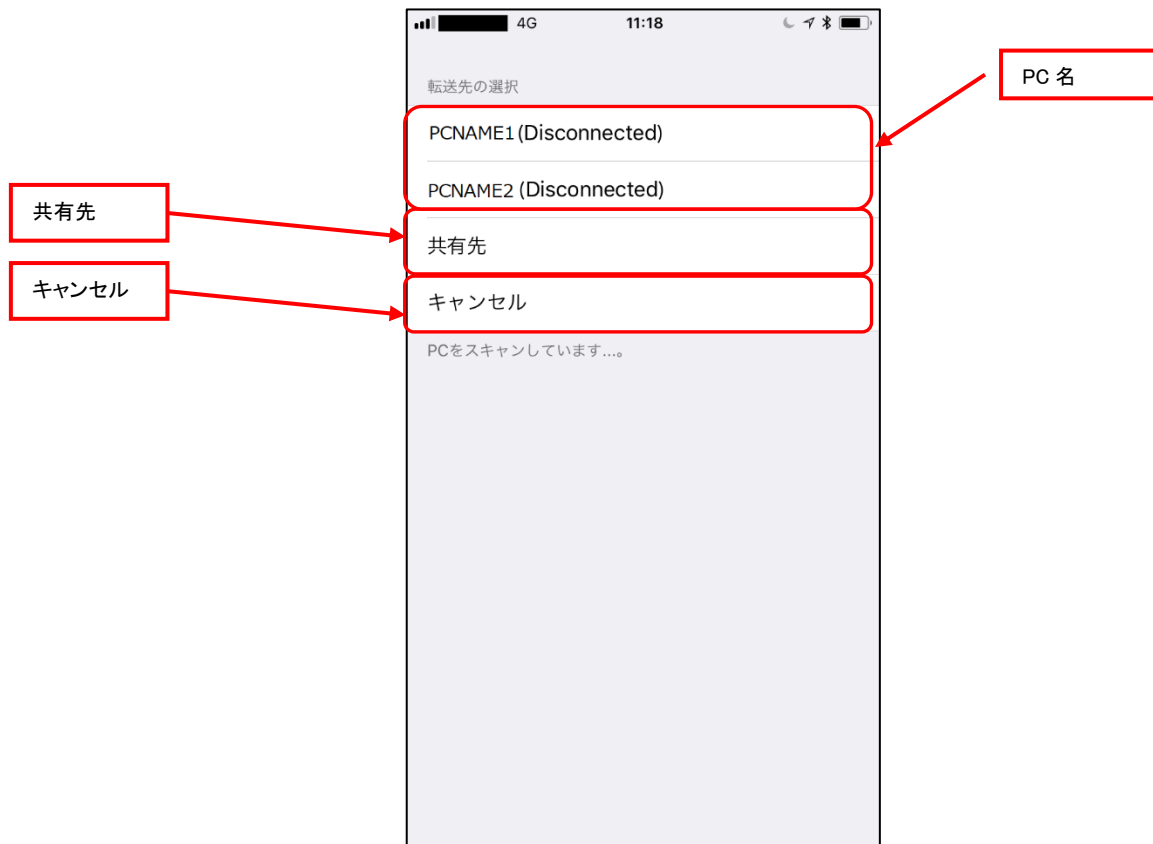 4G 11:18
転送先の選択
PC 名
PCNAME1(Disconnected)
PCNAME2 (Disconnected)
共有先
共有先
キャンセル
キャンセル
PCをスキャンしています...。